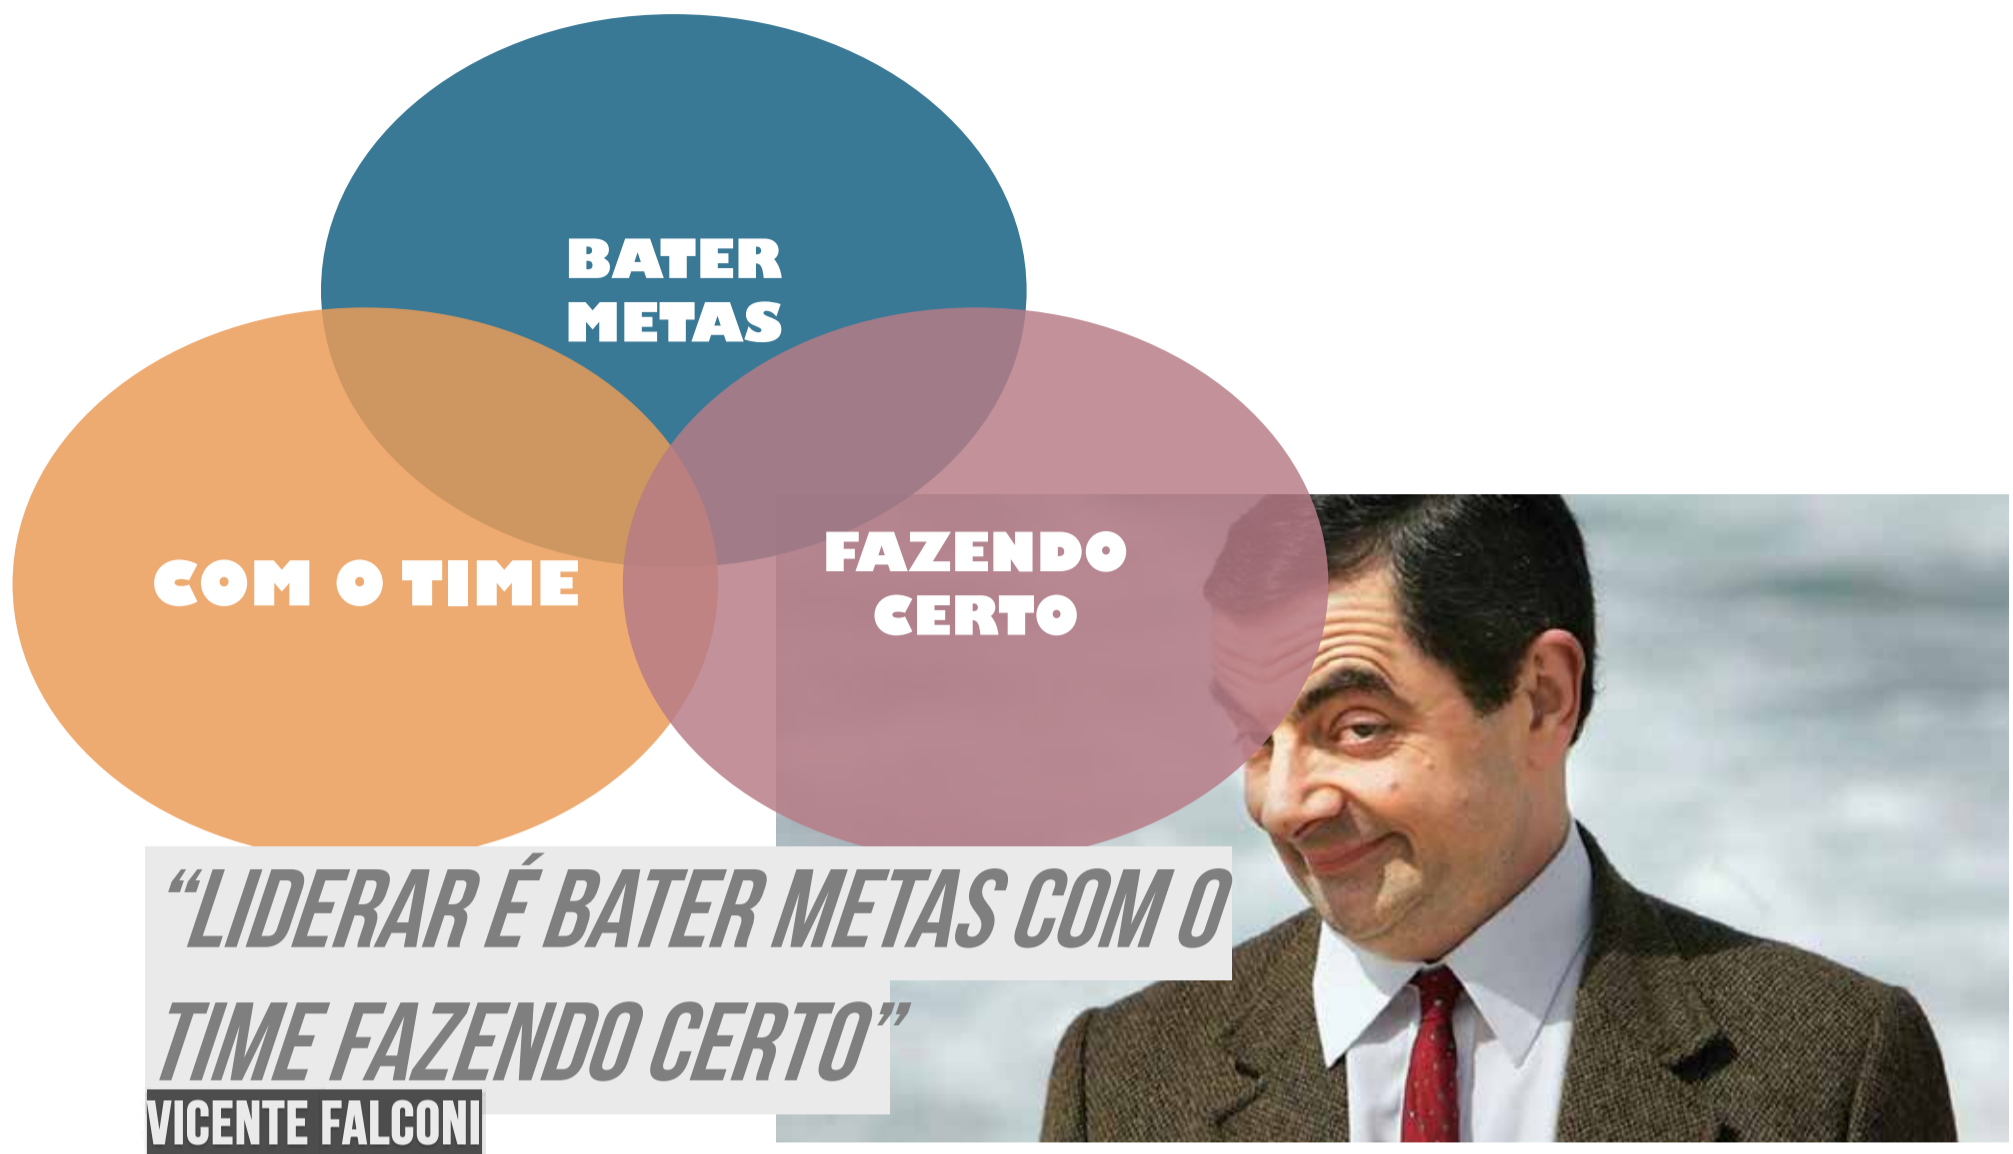 BATER
METAS
COM O TIME
FAZENDO
CERTO
“LIDERAR É BATER METAS COM O
TIME FAZENDO CERTO”
VICENTE FALCONI